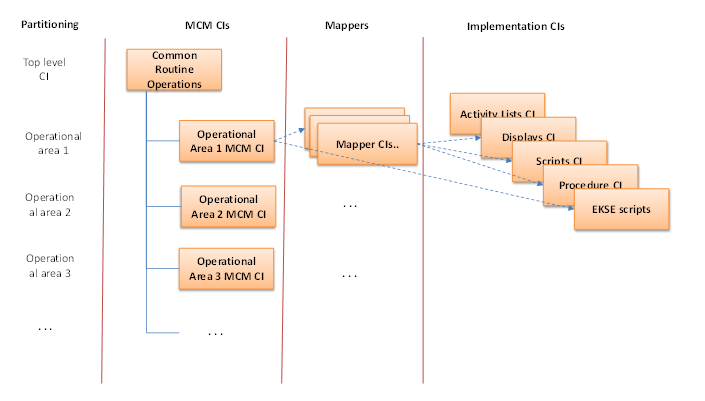 Partitioning
MCM CIs
Mappers
Implementation CIs
Top level
CI
Common
Routine
Operations
Operational
area 1
Operational
Area 1 MCM CI
Mapper CIs..
Activity Lists CI
Displays CI
Scripts CI
Procedure CI
EKSE scripts
Operation
al area 2
Operational
Area 2 MCM CI
...
Operation
al area 3
Operational
Area 3 MCM CI
...
...
...